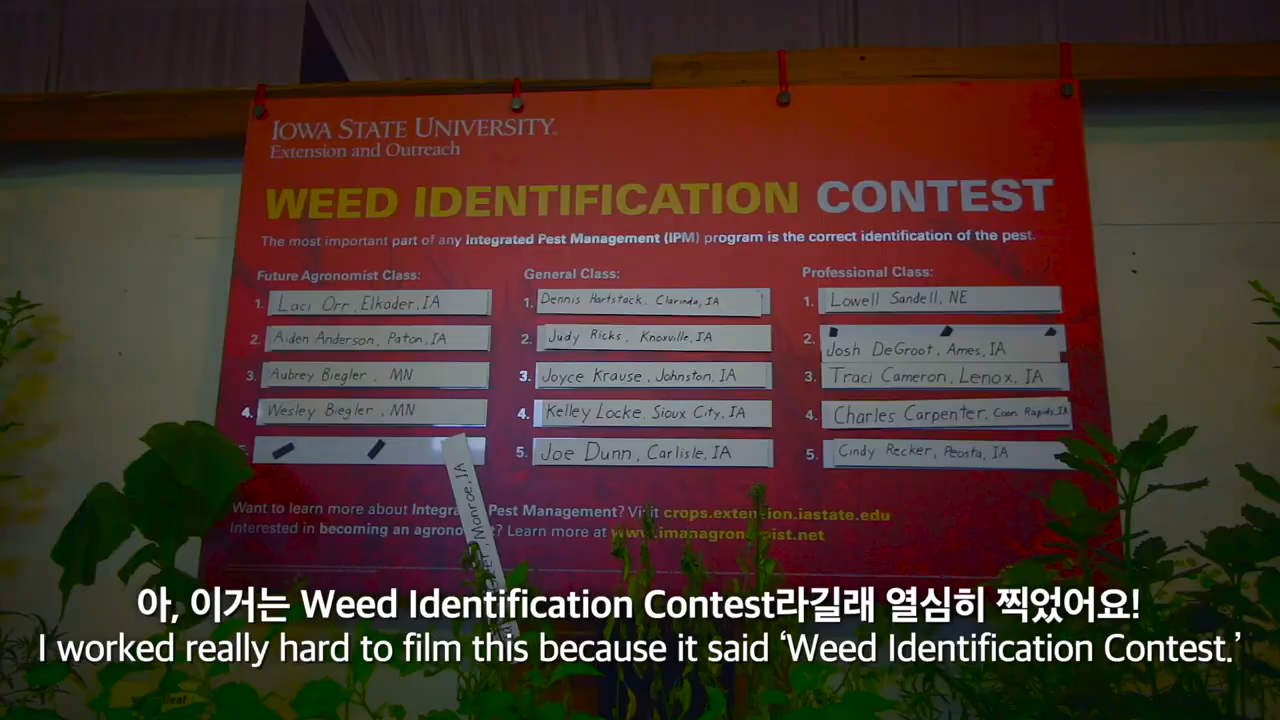 IOWA STATE UNIVERSITY
Extension and Outreach
WEED IDENTIFICATION CONTEST
The most important part of any Integrated Pest Management (IPM) program is the correct identification of the pest.
Future Agronomist Class:
1. Laci Orr, Elkader, IA
2. Aiden Anderson, Paton, IA
3. Aubrey Biegler, MN
4. Wesley Biegler, MN
General Class:
1. Dennis Hartstack, Clarinda, IA
2. Judy Ricks, Knoxville, IA
3. Joyce Krause, Johnston, IA
4. Kelley Locke, Sioux City, IA
5. Joe Dunn, Carlisle, IA
Professional Class:
1. Lowell Sandell, NE
2. Josh DeGroot, Ames, IA
3. Traci Cameron, Lenox, IA
4. Charles Carpenter, Coon Rapids, IA
5. Cindy Recker, Peosta, IA
Monroe, IA
Want to learn more about Pest Management? Visit crops.extension.iastate.edu
Interested in becoming an Learn more at
아, 이거는 Weed Identification Contest라길래 열심히 찍었어요!
I worked really hard to film this because it said ‘Weed Identification Contest.’